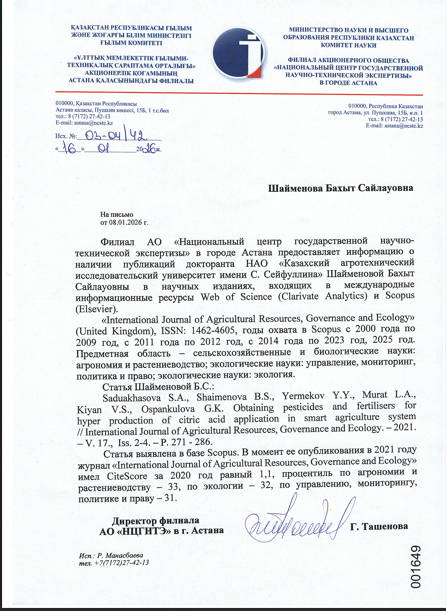 ҚАЗАҚСТАН РЕСПУБЛИКАСЫ ҒЫЛЫМ
ЖӘНЕ ЖОҒАРҒЫ БІЛІМ МИНИСТРЛІГІ
ҒЫЛЫМ КОМИТЕТІ
«ҰЛТТЫҚ МЕМЛЕКЕТТІК ҒЫЛЫМИ-
ТЕХНИКАЛЫҚ САРАПТАМА ОРТАЛЫҒЫ»
АКЦИОНЕРЛІК ҚОҒАМЫНЫҢ
АСТАНА ҚАЛАСЫНДАҒЫ ФИЛИАЛЫ
МИНИСТЕРСТВО НАУКИ И ВЫСШЕГО
ОБРАЗОВАНИЯ РЕСПУБЛИКИ КАЗАХСТАН
КОМИТЕТ НАУКИ
ФИЛИАЛ АКЦИОНЕРНОГО ОБЩЕСТВА
«НАЦИОНАЛЬНЫЙ ЦЕНТР ГОСУДАРСТВЕННОЙ
НАУЧНО-ТЕХНИЧЕСКОЙ ЭКСПЕРТИЗЫ»
В ГОРОДЕ АСТАНА
010000, Қазақстан Республикасы
Астана қаласы, Пушкин көшесі, 15Б, 1 т.е.бөл
тел.: 8 (7172) 27-42-13
E-mail: astana@ncste.kz
010000, Республика Казахстан
город Астана, ул. Пушкина, 15Б, н.п. 1
тел.: 8 (7172) 27-42-13
E-mail: astana@ncste.kz
Исх. №: 03-04/42
«16» 01 2026г.
Шайменова Бахыт Сайлауовна
На письмо
от 08.01.2026 г.
Филиал АО «Национальный центр государственной научно-
технической экспертизы» в городе Астана предоставляет информацию о
наличии публикаций докторанта НАО «Казахский агротехнический
исследовательский университет имени С. Сейфуллина» Шайменовой Бахыт
Сайлауовны в научных изданиях, входящих в международные
информационные ресурсы Web of Science (Clarivate Analytics) и Scopus
(Elsevier).
«International Journal of Agricultural Resources, Governance and Ecology»
(United Kingdom), ISSN: 1462-4605, годы охвата в Scopus с 2000 года по
2009 год, с 2011 года по 2012 год, с 2014 года по 2023 год, 2025 год.
Предметная область – сельскохозяйственные и биологические науки:
агрономия и растениеводство; экологические науки: управление, мониторинг,
политика и право; экологические науки: экология.
Статья Шайменовой Б.С.:
Saduakhasova S.A., Shaimenova B.S., Yermekov Y.Y., Murat L.A.,
Kiyan V.S., Ospankulova G.K. Obtaining pesticides and fertilisers for
hyper production of citric acid application in smart agriculture system
// International Journal of Agricultural Resources, Governance and Ecology. – 2021.
– V. 17., Iss. 2-4. – P. 271 - 286.
Статья выявлена в базе Scopus. В момент ее опубликования в 2021 году
журнал «International Journal of Agricultural Resources, Governance and Ecology»
имел CiteScore за 2020 год равный 1,1, процентиль по агрономии и
растениеводству – 33, по экологии – 32, по управлению, мониторингу,
политике и праву – 31.
Директор филиала
АО «НЦГНТЭ» в г. Астана
Г. Ташенова
Исп.: Р. Манасбаева
тел. +7(7172)27-42-13
001649